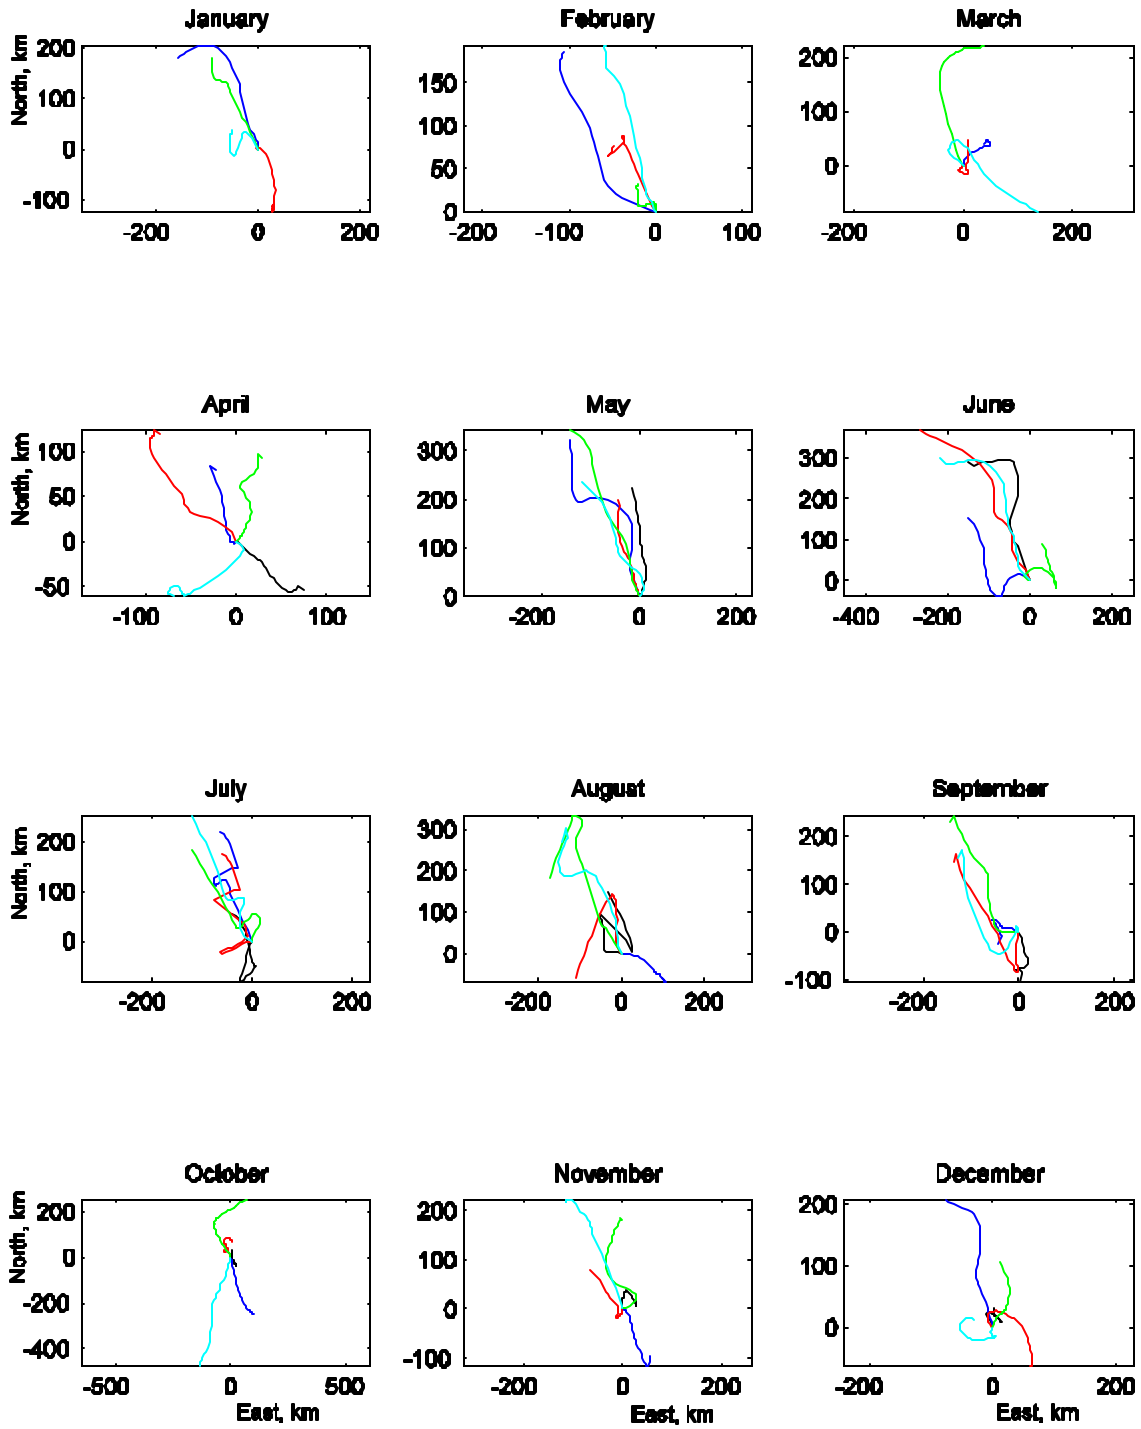 January February March
North, km
200 100 0 -100
-200 0 200
150 100 50 0
-200 -100 0 100
200 100 0
-200 0 200
April May June
North, km
100 50 0 -50
-100 0 100
300 200 100 0
-200 0 200
300 200 100 0
-400 -200 0 200
July August September
North, km
200 100 0
-200 0 200
300 200 100 0
-200 0 200
200 100 0 -100
-200 0 200
October November December
North, km
200 0 -200 -400
-500 0 500
East, km
200 100 0 -100
-200 0 200
East, km
200 100 0
-200 0 200
East, km